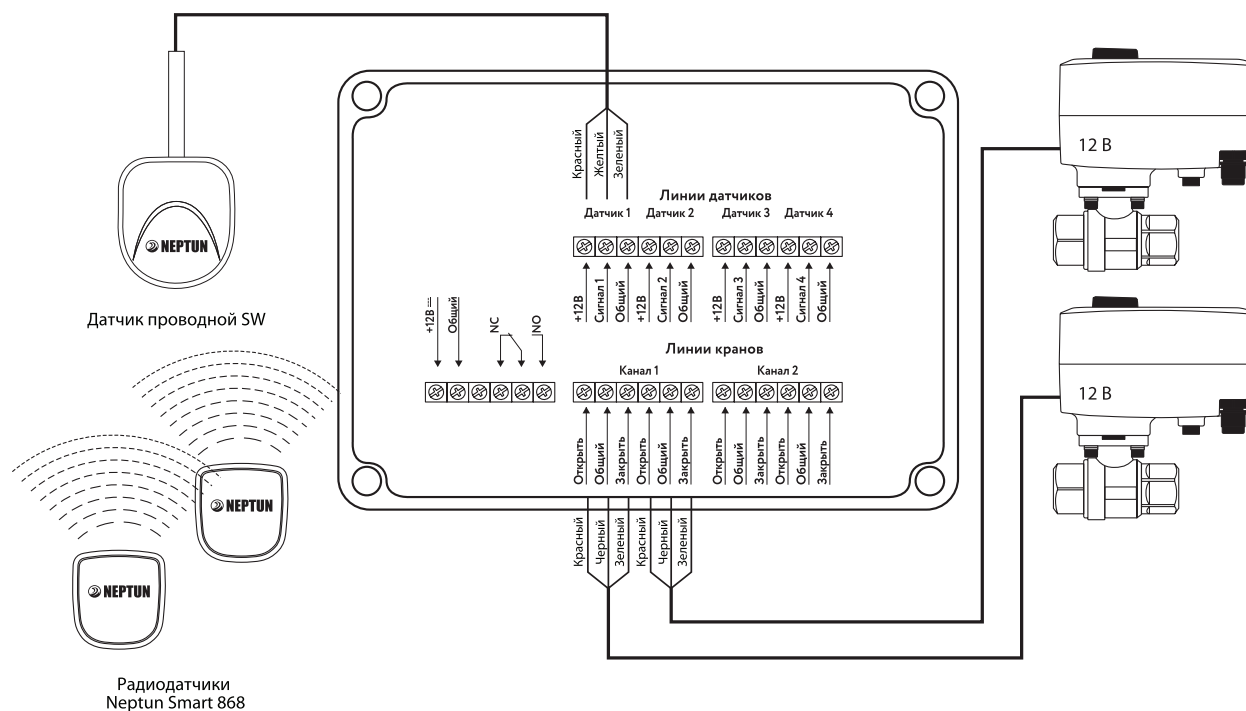 Красный
Желтый
Зеленый
12 В
Линии датчиков
Датчик 1 Датчик 2 Датчик 3 Датчик 4
NEPTUN
Датчик проводной SW
+12В
Сигнал 1
Общий
+12В
Сигнал 2
Общий
+12В
Сигнал 3
Общий
+12В
Сигнал 4
Общий
+12В
Общий
NC
NO
Линии кранов
Канал 1 Канал 2
12 В
Открыть
Общий
Закрыть
Открыть
Общий
Закрыть
Открыть
Общий
Закрыть
Открыть
Общий
Закрыть
NEPTUN
Красный
Черный
Зеленый
Красный
Черный
Зеленый
NEPTUN
Радиодатчики
Neptun Smart 868